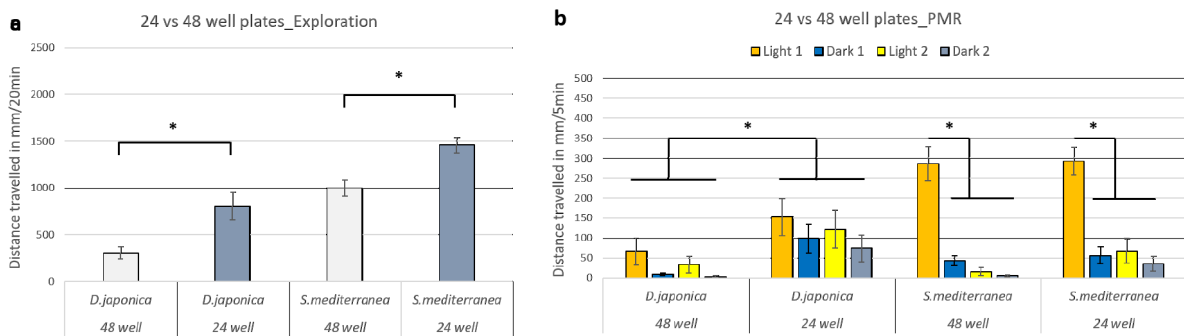 a
24 vs 48 well plates_Exploration
Distance travelled in mm/20min
2500
2000
1500
1000
500
0
*
*
D.japonica
D.japonica
S.mediterranea
S.mediterranea
48 well
24 well
48 well
24 well
b
24 vs 48 well plates_PMR
Light 1 Dark 1 Light 2 Dark 2
Distance travelled in mm/5min
500
450
400
350
300
250
200
150
100
50
0
*
*
*
D.japonica
D.japonica
S.mediterranea
S.mediterranea
48 well
24 well
48 well
24 well